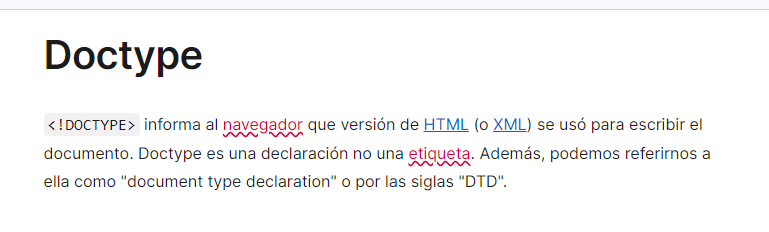 Doctype
<!DOCTYPE> informa al navegador que versión de HTML (o XML) se usó para escribir el
documento. Doctype es una declaración no una etiqueta. Además, podemos referirnos a
ella como "document type declaration" o por las siglas "DTD".